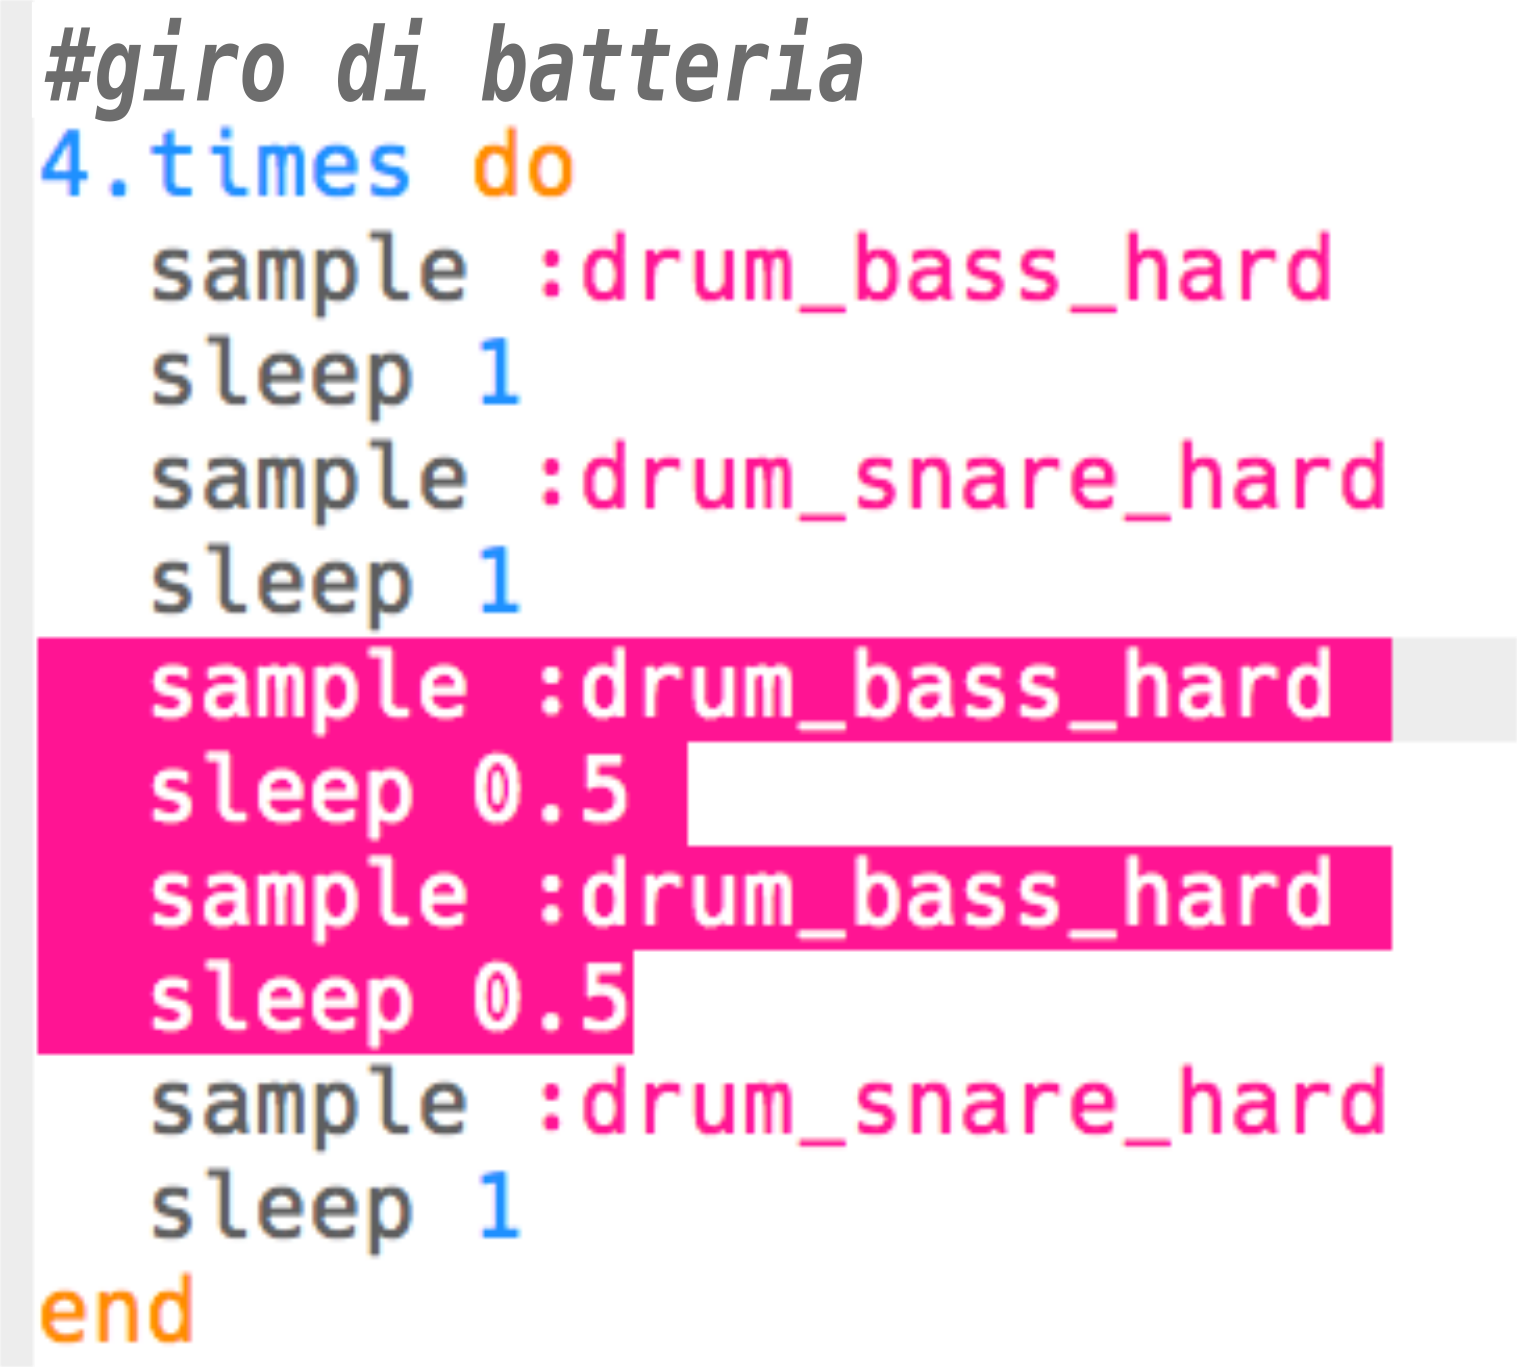 #giro di batteria
4.times do
  sample :drum_bass_hard
  sleep 1
  sample :drum_snare_hard
  sleep 1
  sample :drum_bass_hard
  sleep 0.5
  sample :drum_bass_hard
  sleep 0.5
  sample :drum_snare_hard
  sleep 1
end